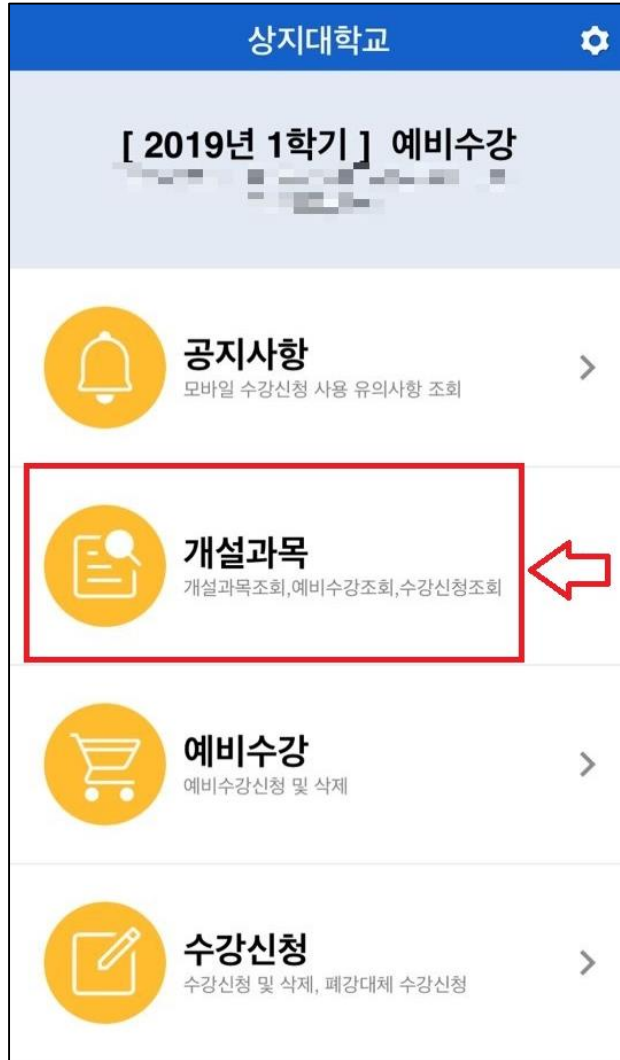 상지대학교
[ 2019년 1학기 ] 예비수강
공지사항
모바일 수강신청 사용 유의사항 조회
개설과목
개설과목조회,예비수강조회,수강신청조회
예비수강
예비수강신청 및 삭제
수강신청
수강신청 및 삭제, 폐강대체 수강신청